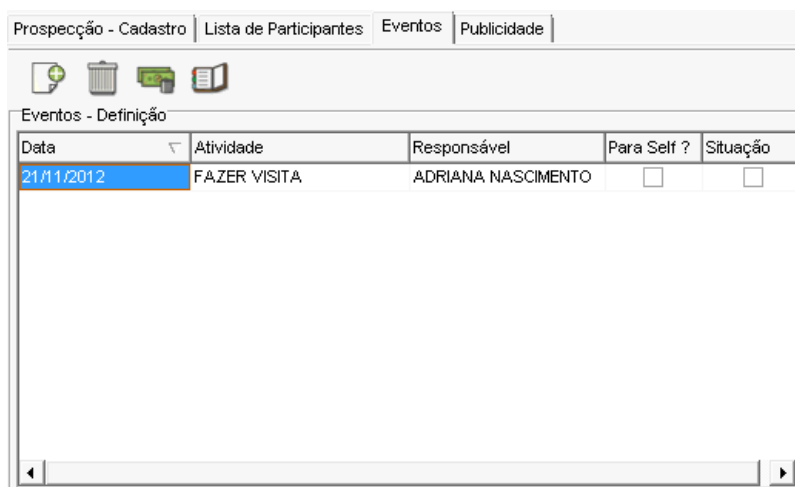 Prospecção - Cadastro Lista de Participantes Eventos Publicidade
Eventos - Definição
Data Atividade Responsável Para Self ? Situação
21/11/2012 FAZER VISITA ADRIANA NASCIMENTO